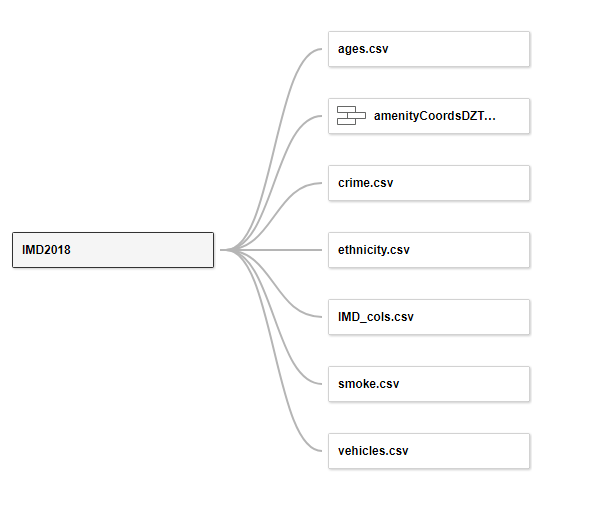 ages.csv
amenityCoordsDZT...
crime.csv
IMD2018
ethnicity.csv
IMD_cols.csv
smoke.csv
vehicles.csv